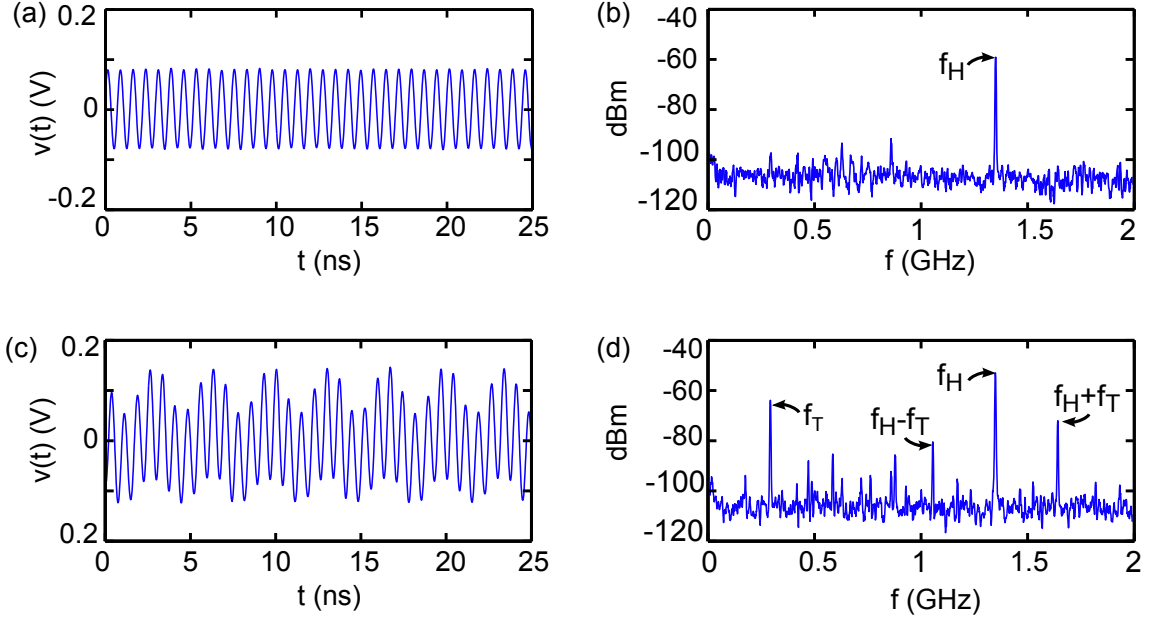 (a)
0.2
0
-0.2
v(t) (V)
0 5 10 15 20 25
t (ns)
(b)
-40
-60
-80
-100
-120
dBm
f_H
0 0.5 1 1.5 2
f (GHz)
(c)
0.2
0
0.2
v(t) (V)
0 5 10 15 20 25
t (ns)
(d)
-40
-60
-80
-100
-120
dBm
f_H
f_T
f_H-f_T
f_H+f_T
0 0.5 1 1.5 2
f (GHz)